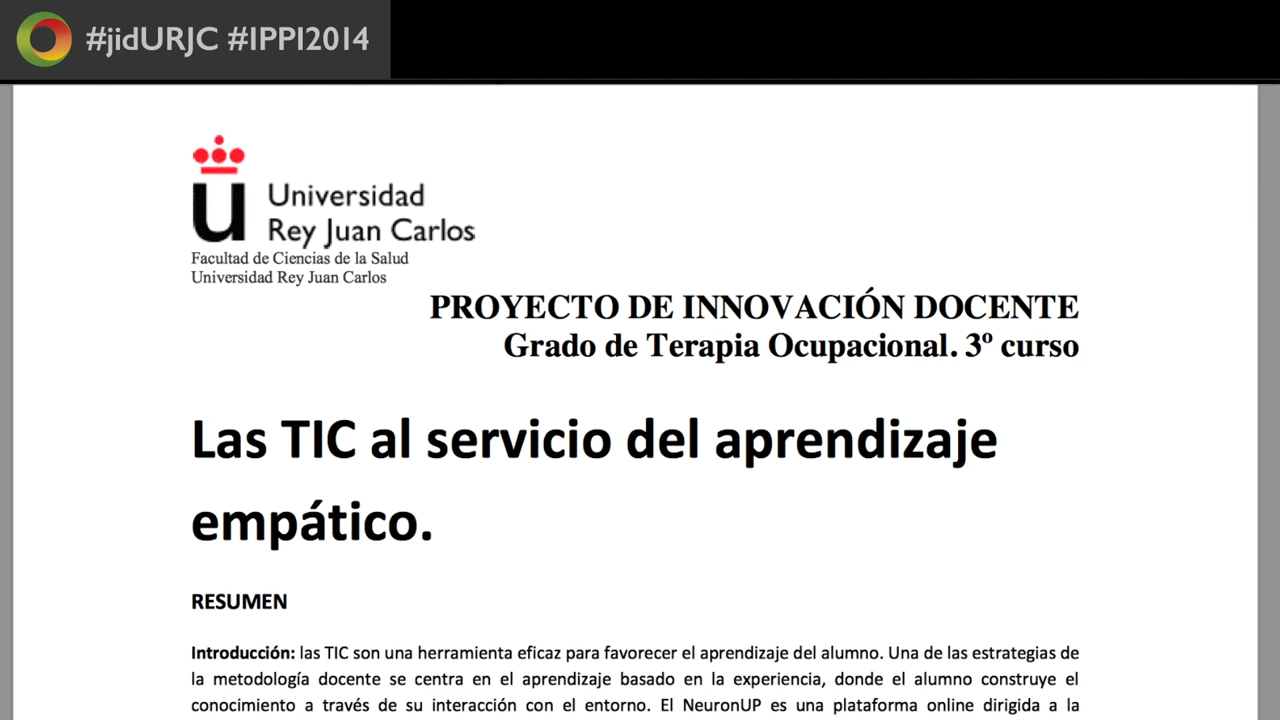 #jidURJC #IPPI2014
Universidad
Rey Juan Carlos
Facultad de Ciencias de la Salud
Universidad Rey Juan Carlos
PROYECTO DE INNOVACIÓN DOCENTE
Grado de Terapia Ocupacional. 3º curso
Las TIC al servicio del aprendizaje
empático.
RESUMEN
Introducción: las TIC son una herramienta eficaz para favorecer el aprendizaje del alumno. Una de las estrategias de
la metodología docente se centra en el aprendizaje basado en la experiencia, donde el alumno construye el
conocimiento a través de su interacción con el entorno. El NeuronUP es una plataforma online dirigida a la